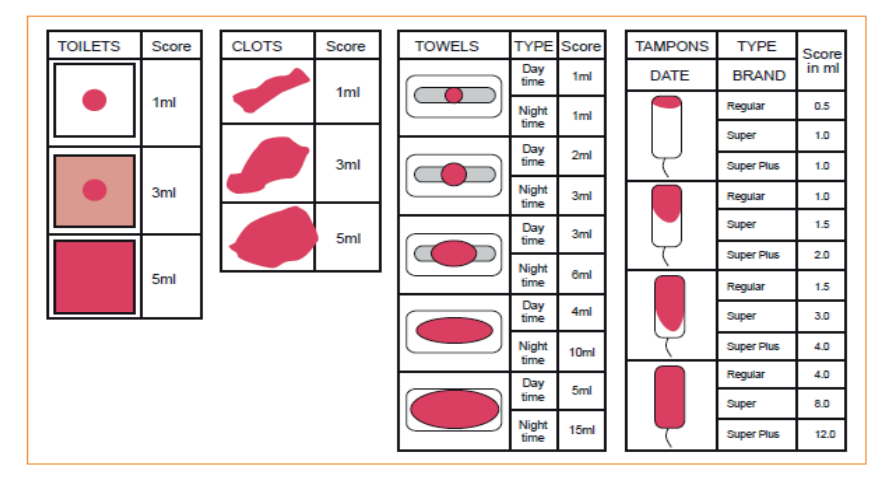 TOILETS Score
1ml
3ml
5ml
CLOTS Score
1ml
3ml
5ml
TOWELS TYPE Score
Day time 1ml
Night time 1ml
Day time 2ml
Night time 3ml
Day time 3ml
Night time 6ml
Day time 4ml
Night time 10ml
Day time 5ml
Night time 15ml
TAMPONS TYPE Score in ml
DATE BRAND
Regular 0.5
Super 1.0
Super Plus 1.0
Regular 1.0
Super 1.5
Super Plus 2.0
Regular 1.5
Super 3.0
Super Plus 4.0
Regular 4.0
Super 8.0
Super Plus 12.0